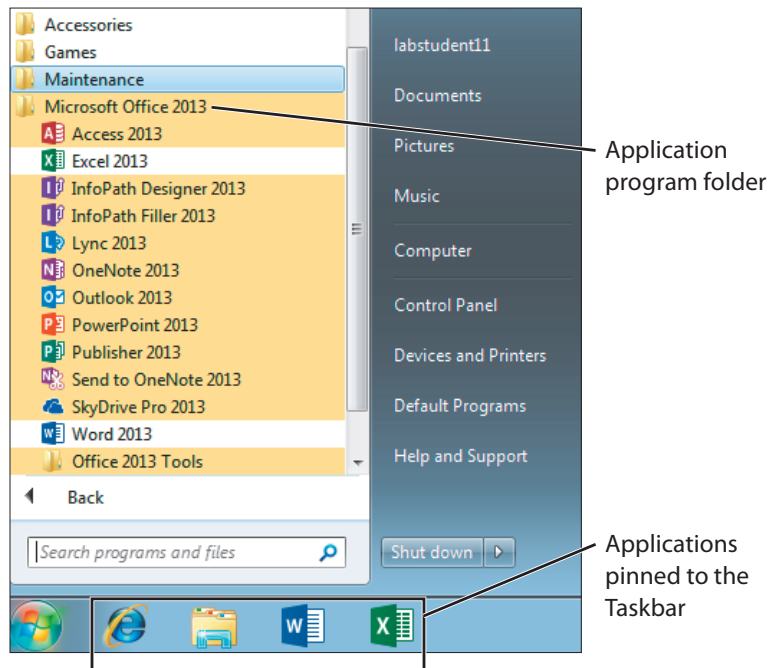 Accessories
Games
Maintenance
Microsoft Office 2013
Access 2013
Excel 2013
InfoPath Designer 2013
InfoPath Filler 2013
Lync 2013
OneNote 2013
Outlook 2013
PowerPoint 2013
Publisher 2013
Send to OneNote 2013
SkyDrive Pro 2013
Word 2013
Office 2013 Tools
Back
Search programs and files
labstudent11
Documents
Pictures
Music
Computer
Control Panel
Devices and Printers
Default Programs
Help and Support
Shut down
Application
program folder
Applications
pinned to the
Taskbar